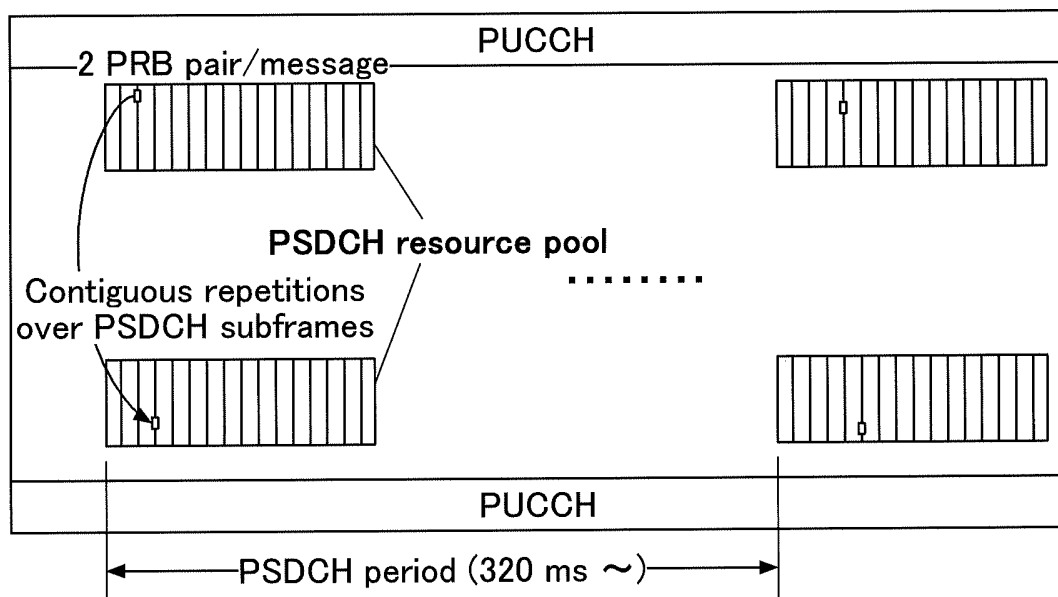 PUCCH
2 PRB pair/message
PSDCH resource pool
Contiguous repetitions
over PSDCH subframes
PUCCH
PSDCH period (320 ms ～)